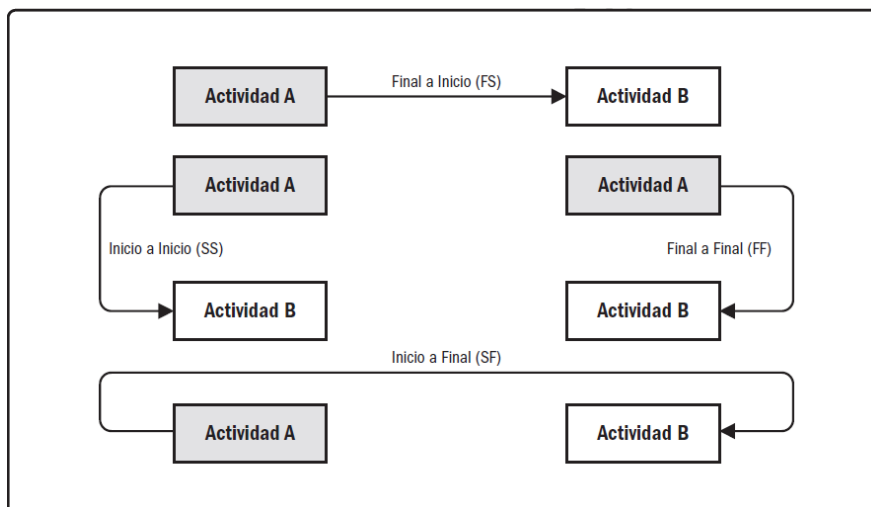 Actividad A
Final a Inicio (FS)
Actividad B
Actividad A
Actividad A
Inicio a Inicio (SS)
Final a Final (FF)
Actividad B
Actividad B
Inicio a Final (SF)
Actividad A
Actividad B